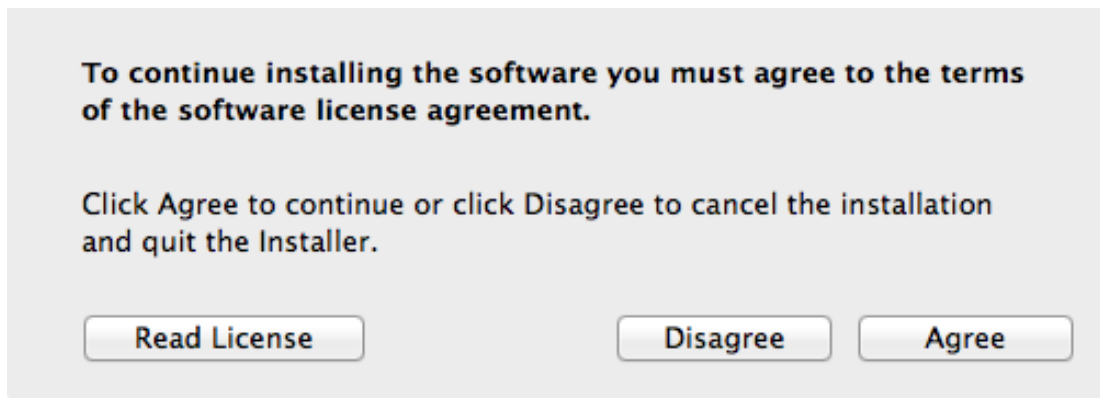 To continue installing the software you must agree to the terms
of the software license agreement.
Click Agree to continue or click Disagree to cancel the installation
and quit the Installer.
Read License
Disagree
Agree